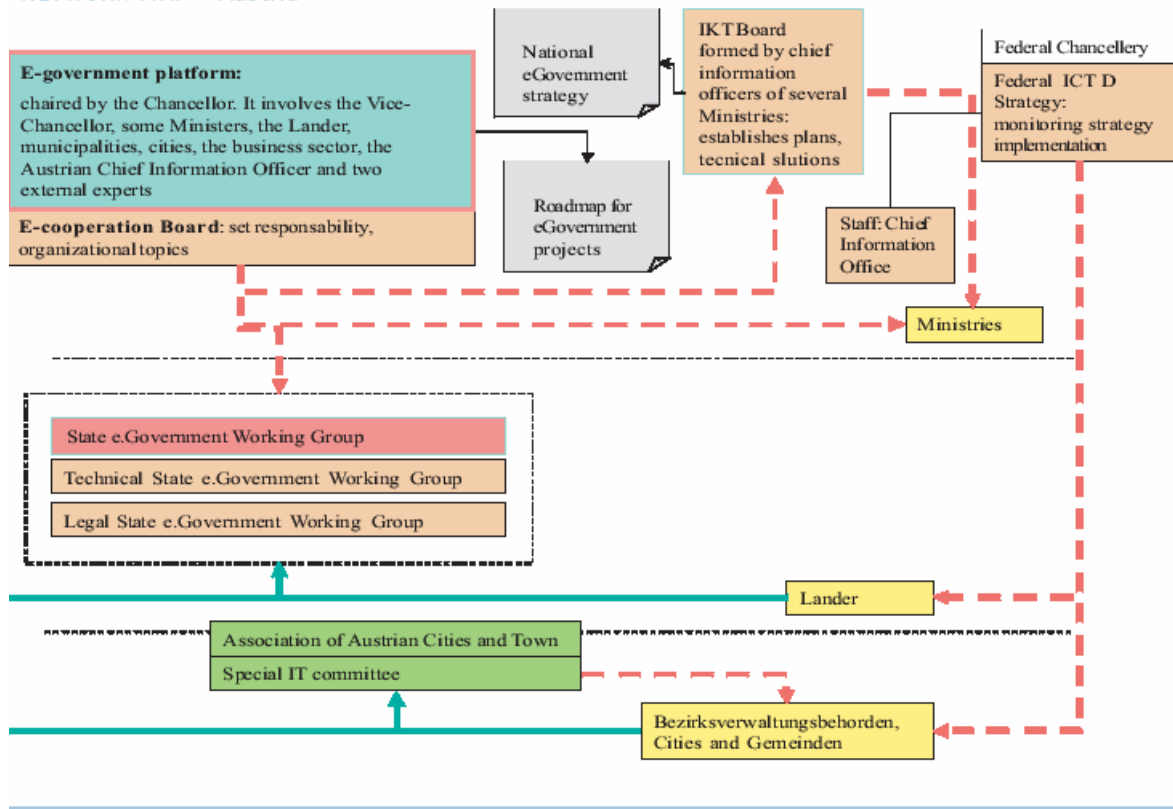 E-government platform:
chaired by the Chancellor. It involves the Vice-
Chancellor, some Ministers, the Lander,
municipalities, cities, the business sector, the
Austrian Chief Information Officer and two
external experts
E-cooperation Board: set responsability,
organizational topics
National
eGovernment
strategy
Roadmap for
eGovernment
projects
IKT Board
formed by chief
information
officers of several
Ministries:
establishes plans,
tecnical slutions
Federal Chancellery
Federal ICT D
Strategy:
monitoring strategy
implementation
Staff: Chief
Information
Office
Ministries
State e.Government Working Group
Technical State e.Government Working Group
Legal State e.Government Working Group
Lander
Association of Austrian Cities and Town
Special IT committee
Bezirksverwaltungsbehorden,
Cities and Gemeinden